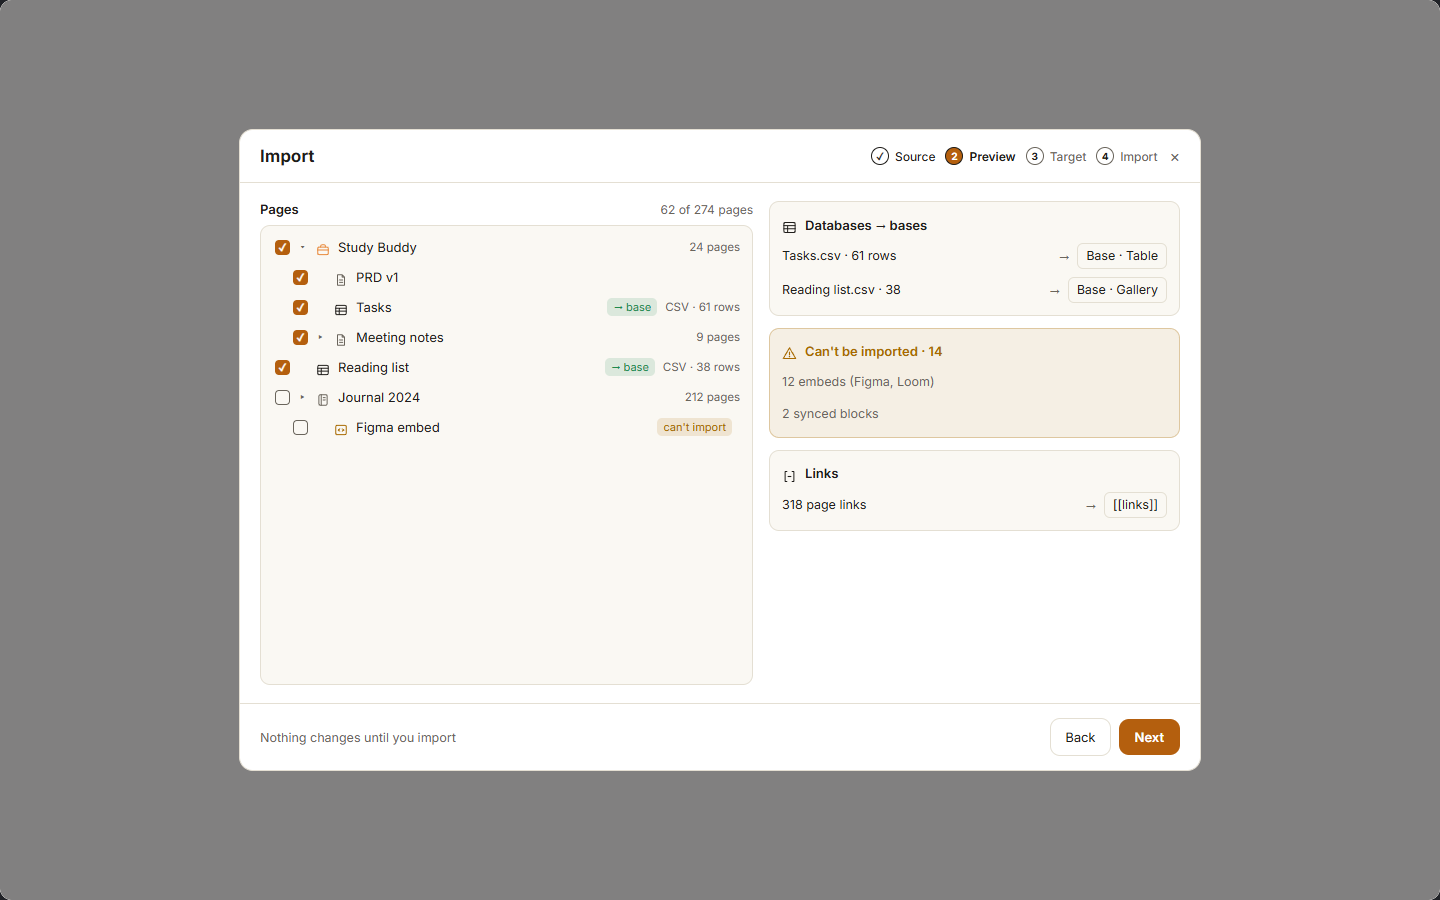 Import
✓ Source 2 Preview 3 Target 4 Import ×
Pages 62 of 274 pages
Study Buddy 24 pages
PRD v1
Tasks → base CSV · 61 rows
Meeting notes 9 pages
Reading list → base CSV · 38 rows
Journal 2024 212 pages
Figma embed can't import
Databases → bases
Tasks.csv · 61 rows → Base · Table
Reading list.csv · 38 → Base · Gallery
Can't be imported · 14
12 embeds (Figma, Loom)
2 synced blocks
Links
318 page links → [[links]]
Nothing changes until you import
Back Next